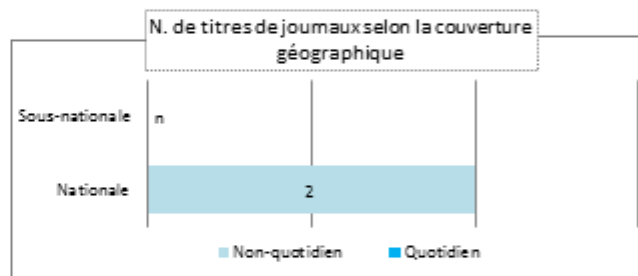 N. de titres de journaux selon la couverture
géographique
Sous-nationale n
Nationale 2
Non-quotidien Quotidien